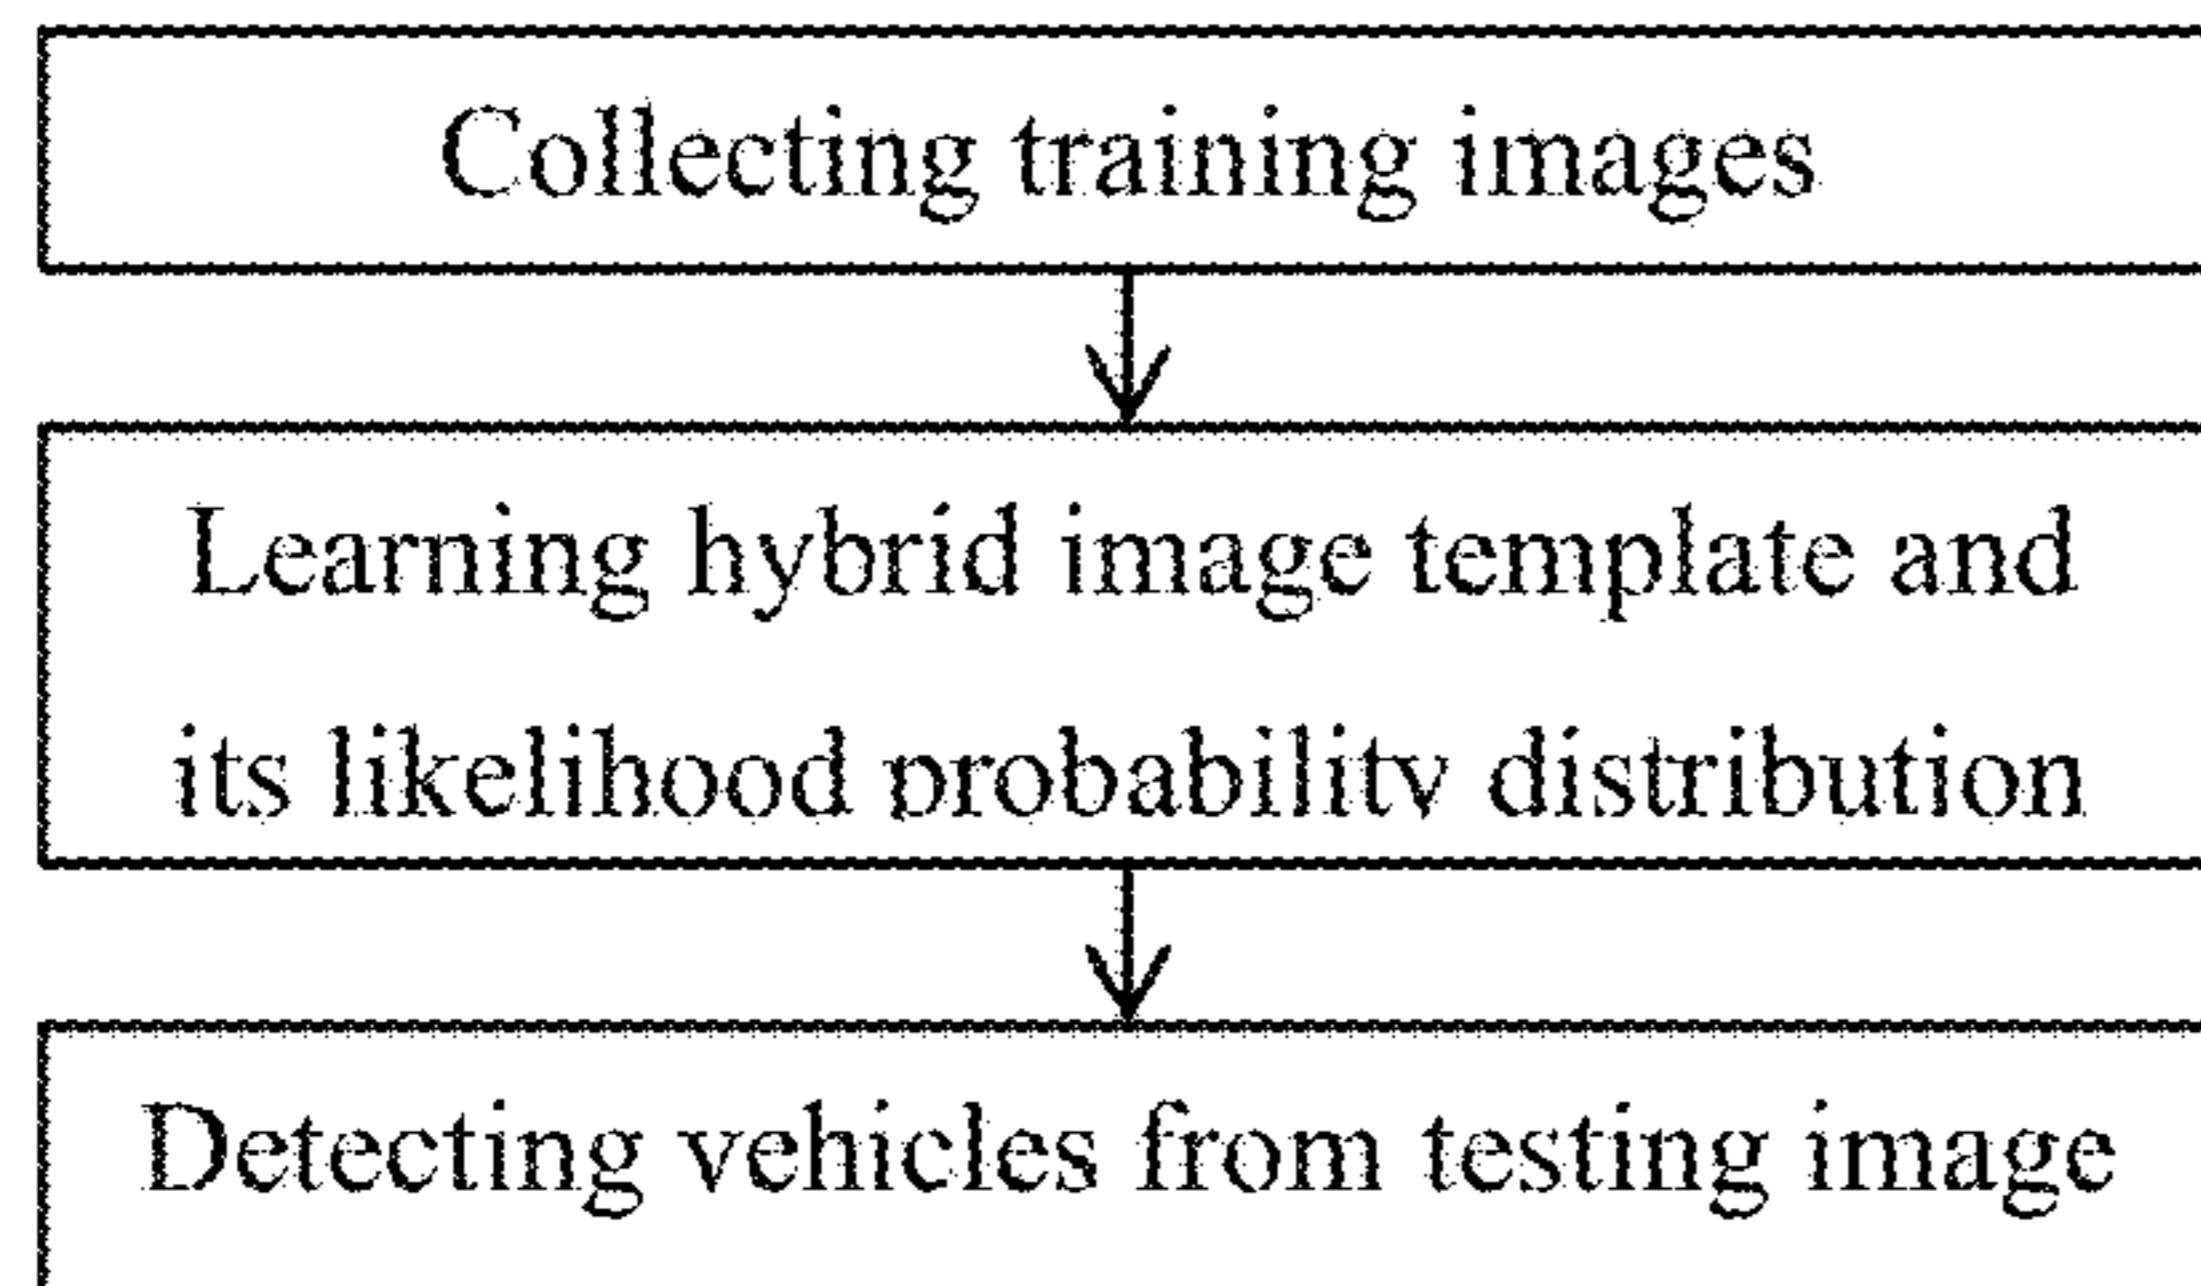 Collecting training images
Learning hybrid image template and
its likelihood probability distribution
Detecting vehicles from testing image